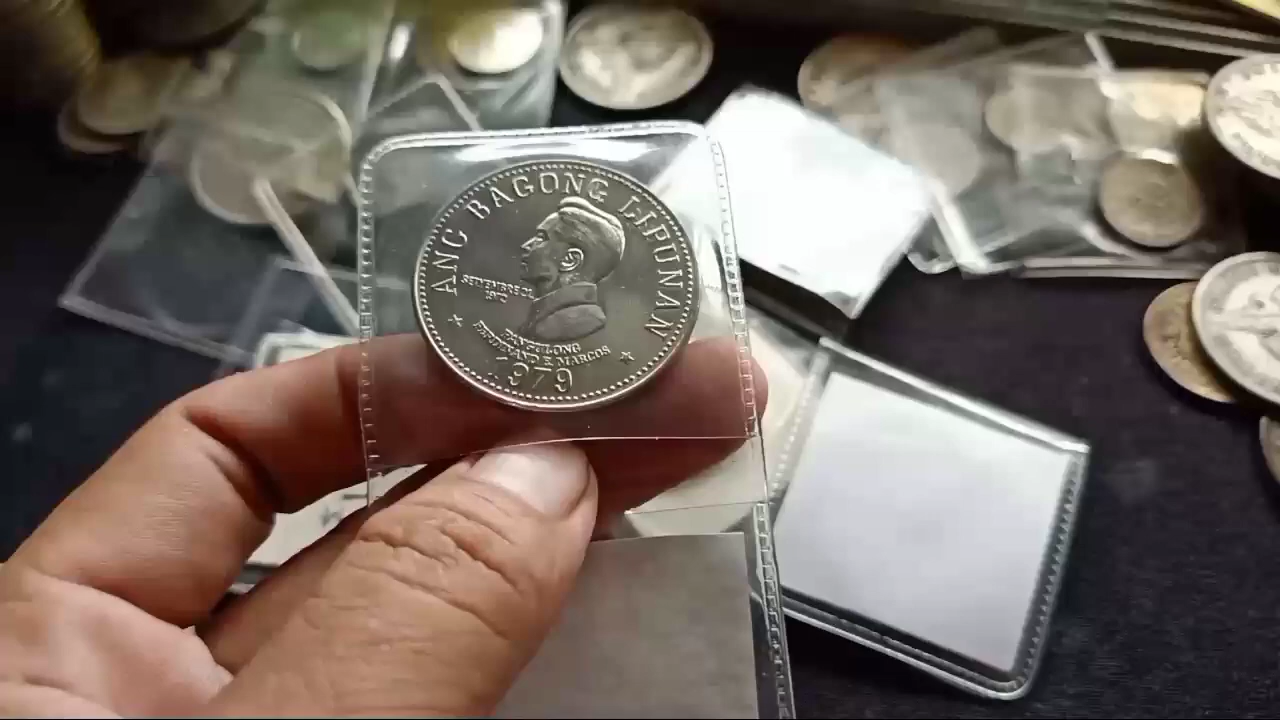 ANG BAGONG LIPUNAN
SETYEMBRE 21
1972
PANGULONG
FERDINAND E. MARCOS
1979